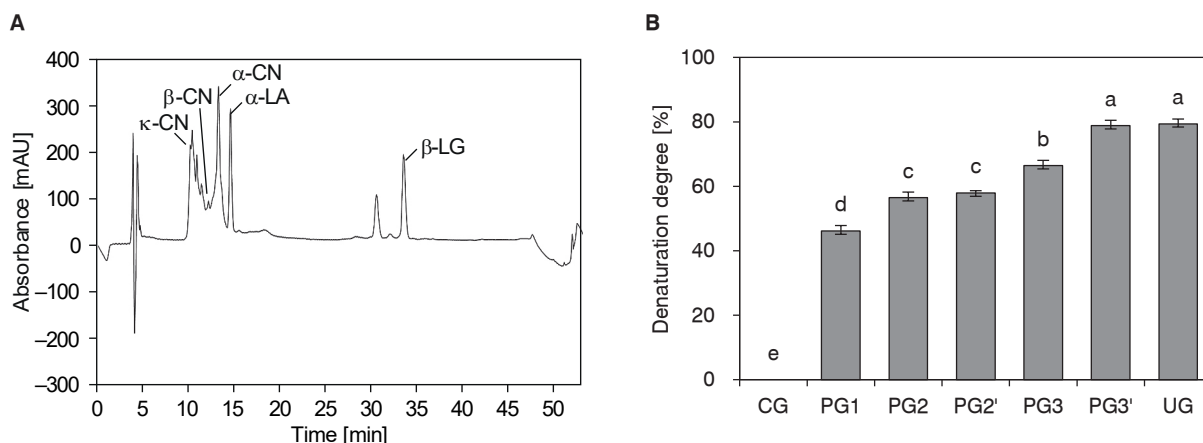 A
Absorbance [mAU]
400
300
200
100
0
–100
–200
–300
κ-CN
β-CN
α-CN
α-LA
β-LG
0 5 10 15 20 25 30 35 40 45 50
Time [min]
B
Denaturation degree [%]
100
80
60
40
20
0
e d c c b a a
CG PG1 PG2 PG2' PG3 PG3' UG